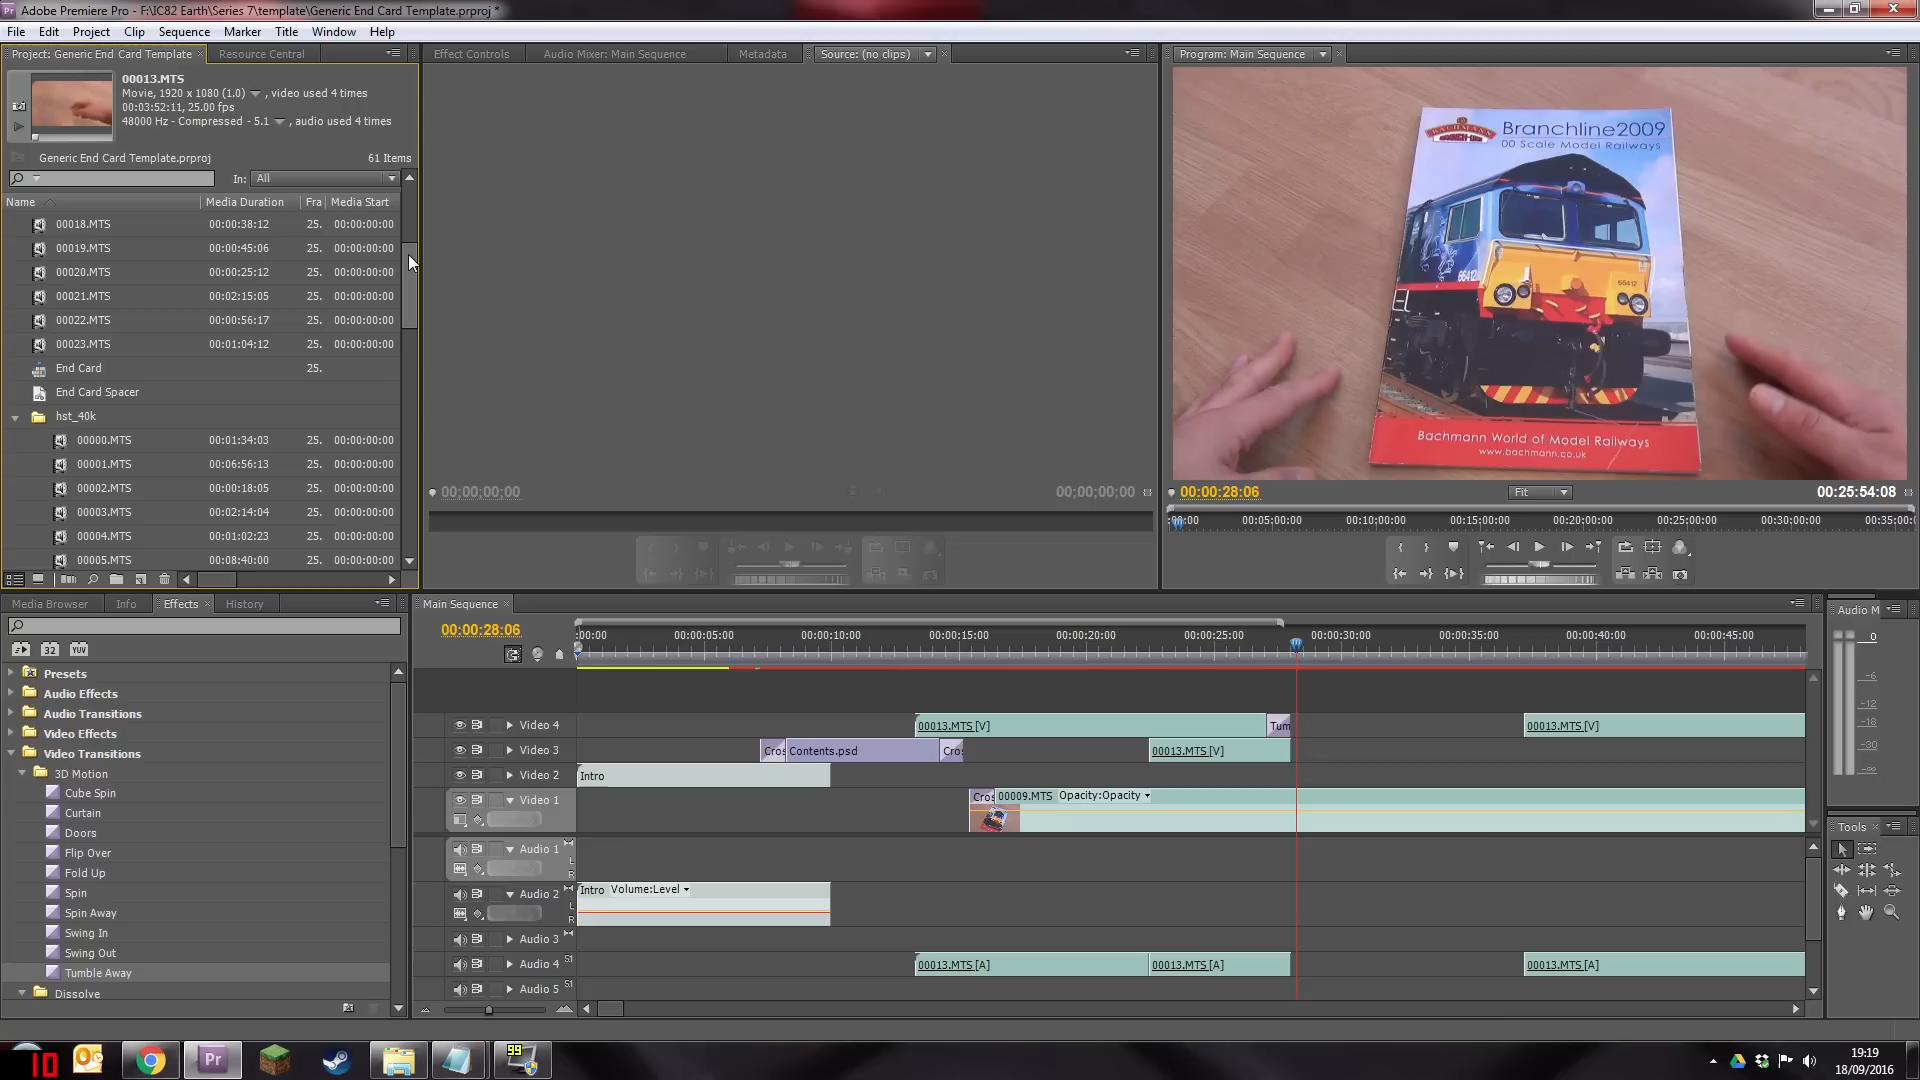 Adobe Premiere Pro - F:\IC82 Earth\Series 7\template\Generic End Card Template.prproj *
File Edit Project Clip Sequence Marker Title Window Help
Project: Generic End Card Template
Resource Central
Effect Controls
Audio Mixer: Main Sequence
Metadata
Source: (no clips)
Program: Main Sequence
00013.MTS
Movie, 1920 x 1080 (1.0) , video used 4 times
00:03:52:11, 25.00 fps
48000 Hz - Compressed - 5.1 , audio used 4 times
Generic End Card Template.prproj 61 Items
In: All
Name Media Duration Fra Media Start
00018.MTS 00:00:38:12 25. 00:00:00:00
00019.MTS 00:00:45:06 25. 00:00:00:00
00020.MTS 00:00:25:12 25. 00:00:00:00
00021.MTS 00:02:15:05 25. 00:00:00:00
00022.MTS 00:00:56:17 25. 00:00:00:00
00023.MTS 00:01:04:12 25. 00:00:00:00
End Card 25.
End Card Spacer
hst_40k
00000.MTS 00:01:34:03 25. 00:00:00:00
00001.MTS 00:06:56:13 25. 00:00:00:00
00002.MTS 00:00:18:05 25. 00:00:00:00
00003.MTS 00:02:14:04 25. 00:00:00:00
00004.MTS 00:01:02:23 25. 00:00:00:00
00005.MTS 00:08:40:00 25. 00:00:00:00
00;00;00;00 00;00;00;00
Branchline2009
00 Scale Model Railways
66412
66412
Bachmann World of Model Railways
www.bachmann.co.uk
00:00:28:06 Fit 00:25:54:08
:00:00 00:05:00:00 00:10:00:00 00:15:00:00 00:20:00:00 00:25:00:00 00:30:00:00 00:35:00:
Media Browser Info Effects History
32 YUV
Presets
Audio Effects
Audio Transitions
Video Effects
Video Transitions
3D Motion
Cube Spin
Curtain
Doors
Flip Over
Fold Up
Spin
Spin Away
Swing In
Swing Out
Tumble Away
Dissolve
Main Sequence
00:00:28:06
:00:00 00:00:05:00 00:00:10:00 00:00:15:00 00:00:20:00 00:00:25:00 00:00:30:00 00:00:35:00 00:00:40:00 00:00:45:00
Video 4 00013.MTS [V] Tum 00013.MTS [V]
Video 3 Cros Contents.psd Cros 00013.MTS [V]
Video 2 Intro
Video 1 Cros 00009.MTS Opacity:Opacity
Audio 1 L R
Audio 2 L R Intro Volume:Level
Audio 3
Audio 4 5.1 00013.MTS [A] 00013.MTS [A] 00013.MTS [A]
Audio 5 5.1
Audio M
0
-6
-12
-18
-30
-∞
Tools
10
Pr
99
19:19
18/09/2016